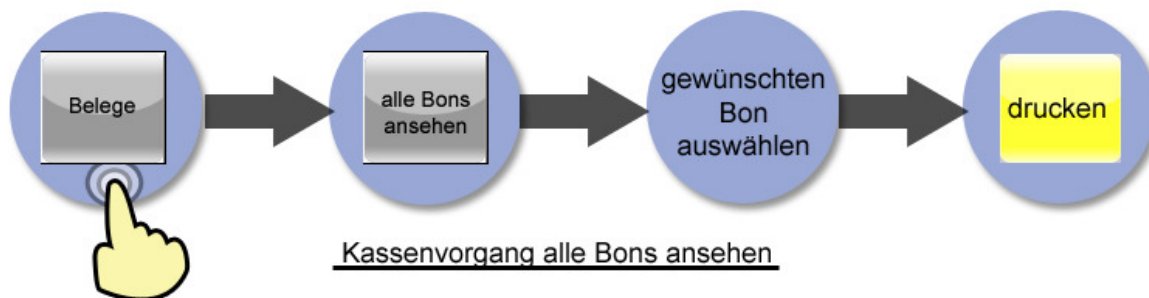 Belege
alle Bons
ansehen
gewünschten
Bon
auswählen
drucken
Kassenvorgang alle Bons ansehen